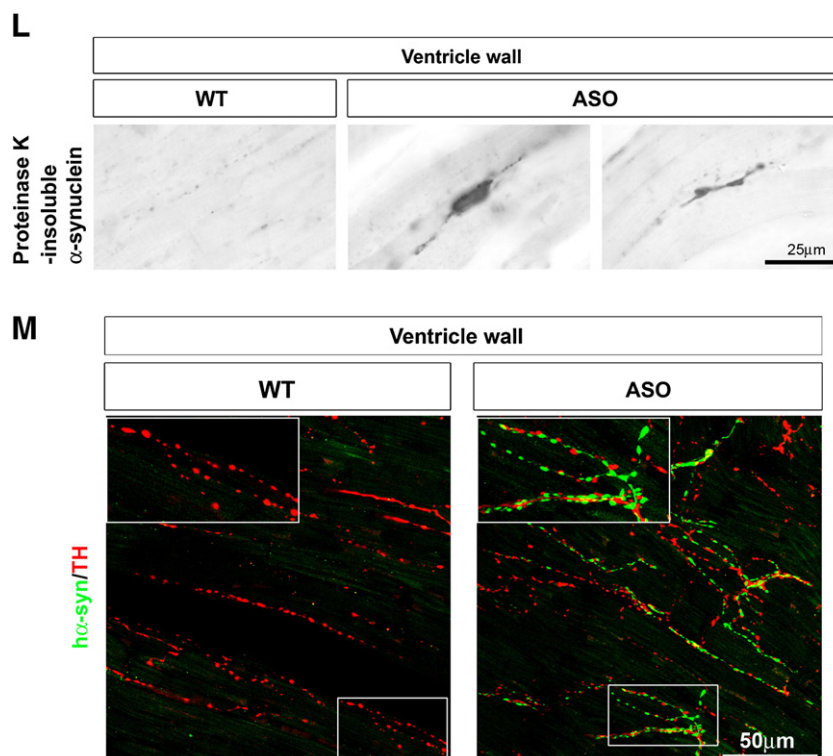 L
Ventricle wall
WT
ASO
Proteinase K
-insoluble
α-synuclein
25μm
M
Ventricle wall
WT
ASO
hα-syn/TH
50μm